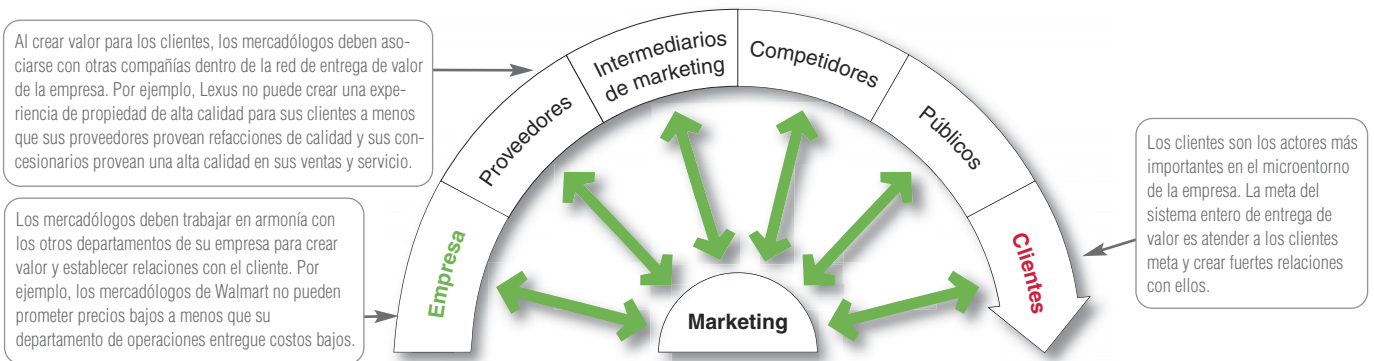 Al crear valor para los clientes, los mercadólogos deben aso-
ciarse con otras compañías dentro de la red de entrega de valor
de la empresa. Por ejemplo, Lexus no puede crear una expe-
riencia de propiedad de alta calidad para sus clientes a menos
que sus proveedores provean refacciones de calidad y sus con-
cesionarios provean una alta calidad en sus ventas y servicio.
Los mercadólogos deben trabajar en armonía con
los otros departamentos de su empresa para crear
valor y establecer relaciones con el cliente. Por
ejemplo, los mercadólogos de Walmart no pueden
prometer precios bajos a menos que su
departamento de operaciones entregue costos bajos.
Empresa
Proveedores
Intermediarios
de marketing
Competidores
Públicos
Clientes
Marketing
Los clientes son los actores más
importantes en el microentorno
de la empresa. La meta del
sistema entero de entrega de
valor es atender a los clientes
meta y crear fuertes relaciones
con ellos.